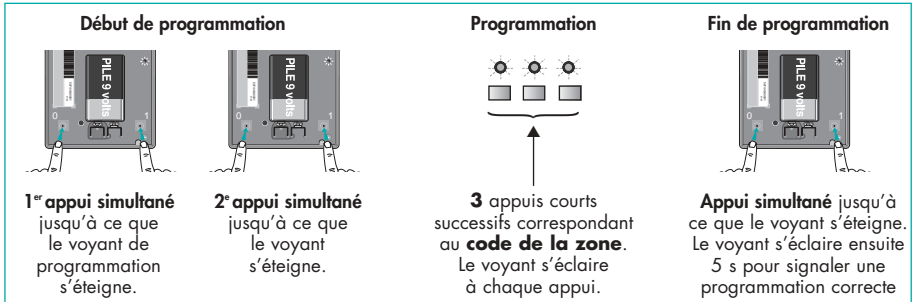 Début de programmation
Programmation
Fin de programmation
PILE 9 volts
0
1
PILE 9 volts
0
1
PILE 9 volts
0
1
1er appui simultané
jusqu’à ce que
le voyant de
programmation
s’éteigne.
2e appui simultané
jusqu’à ce que
le voyant
s’éteigne.
3 appuis courts
successifs correspondant
au code de la zone.
Le voyant s’éclaire
à chaque appui.
Appui simultané jusqu’à
ce que le voyant s’éteigne.
Le voyant s’éclaire ensuite
5 s pour signaler une
programmation correcte